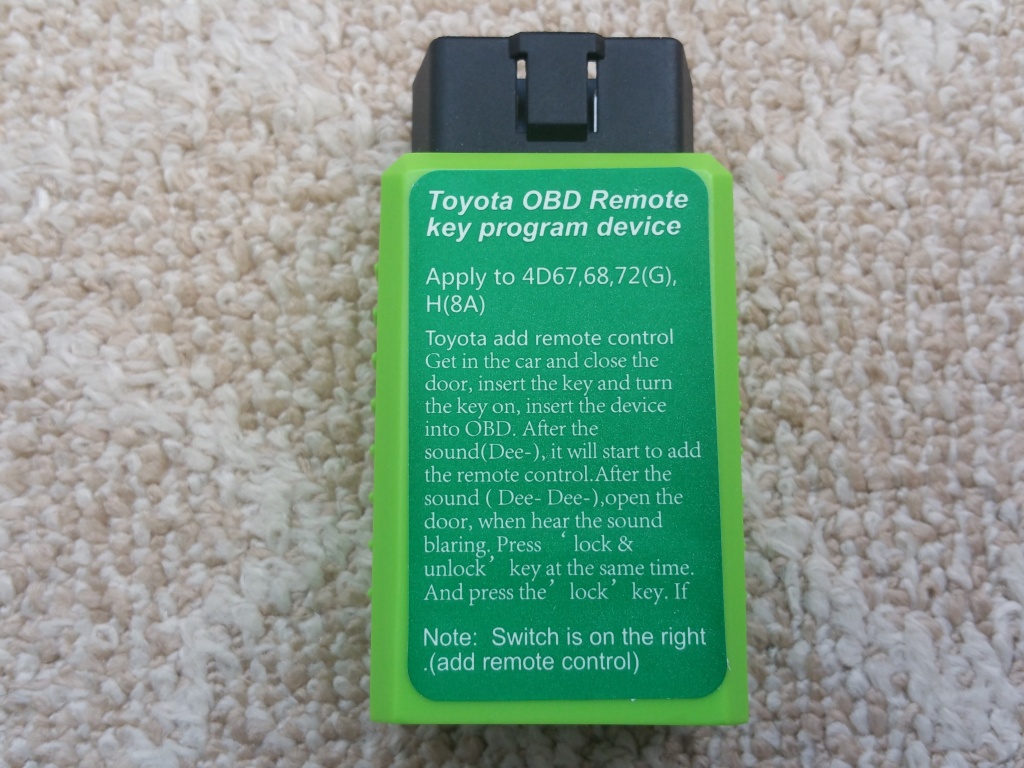 Toyota OBD Remote
key program device
Apply to 4D67,68,72(G),
H(8A)
Toyota add remote control
Get in the car and close the
door, insert the key and turn
the key on, insert the device
into OBD. After the
sound(Dee-), it will start to add
the remote control.After the
sound ( Dee- Dee-),open the
door, when hear the sound
blaring. Press ‘ lock &
unlock’ key at the same time.
And press the’ lock’ key. If
Note: Switch is on the right
.(add remote control)